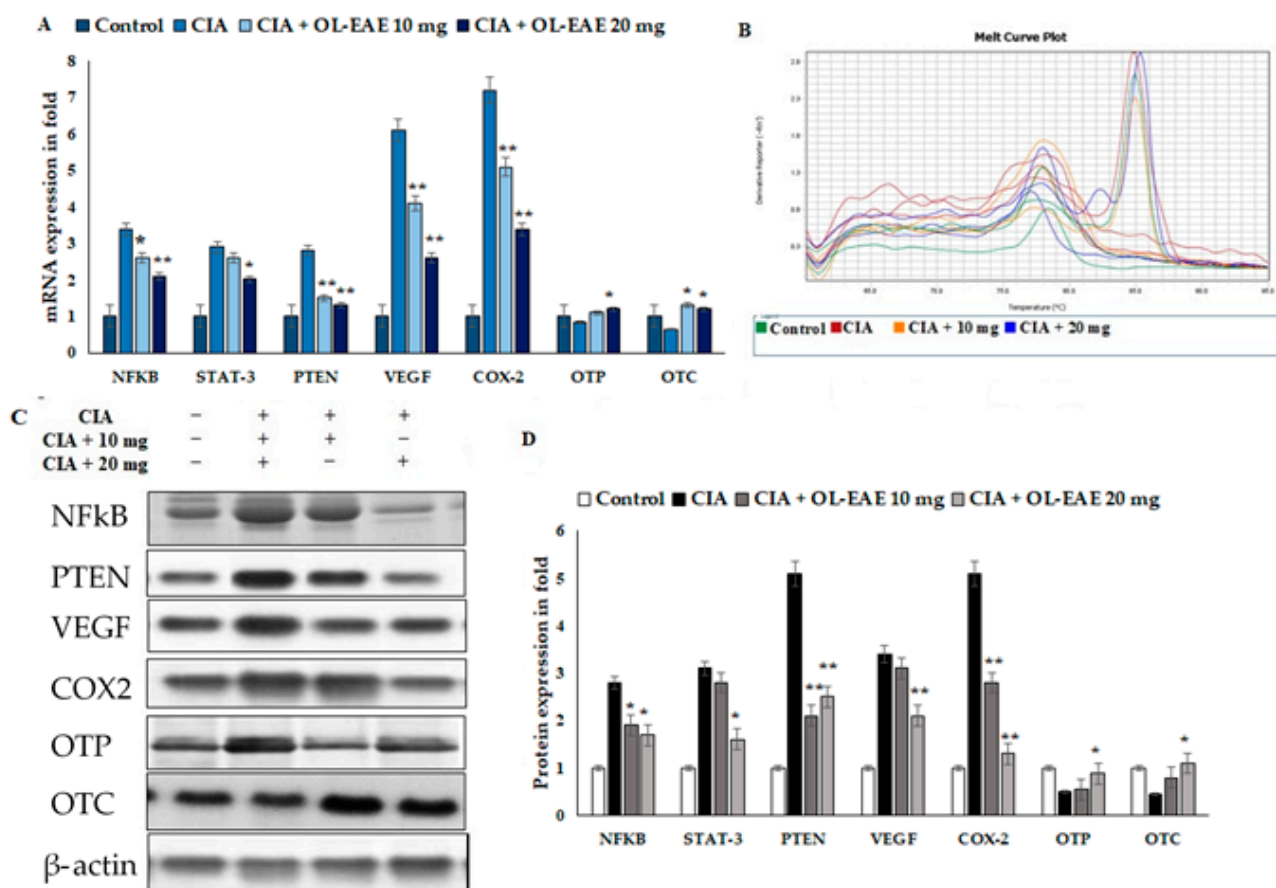 A
Control CIA CIA + OL-EAE 10 mg CIA + OL-EAE 20 mg
mRNA expression in fold
8
7
6
5
4
3
2
1
0
* ** * ** ** ** ** ** ** * * *
NFKB STAT-3 PTEN VEGF COX-2 OTP OTC
B
Melt Curve Plot
Derivative Reporter (-Rn')
Temperature (°C)
Control CIA CIA + 10 mg CIA + 20 mg
C
CIA - + + +
CIA + 10 mg - + + -
CIA + 20 mg - + - +
NFkB
PTEN
VEGF
COX2
OTP
OTC
β-actin
D
Control CIA CIA + OL-EAE 10 mg CIA + OL-EAE 20 mg
Protein expression in fold
6
5
4
3
2
1
0
* * * ** ** ** ** ** * *
NFKB STAT-3 PTEN VEGF COX-2 OTP OTC